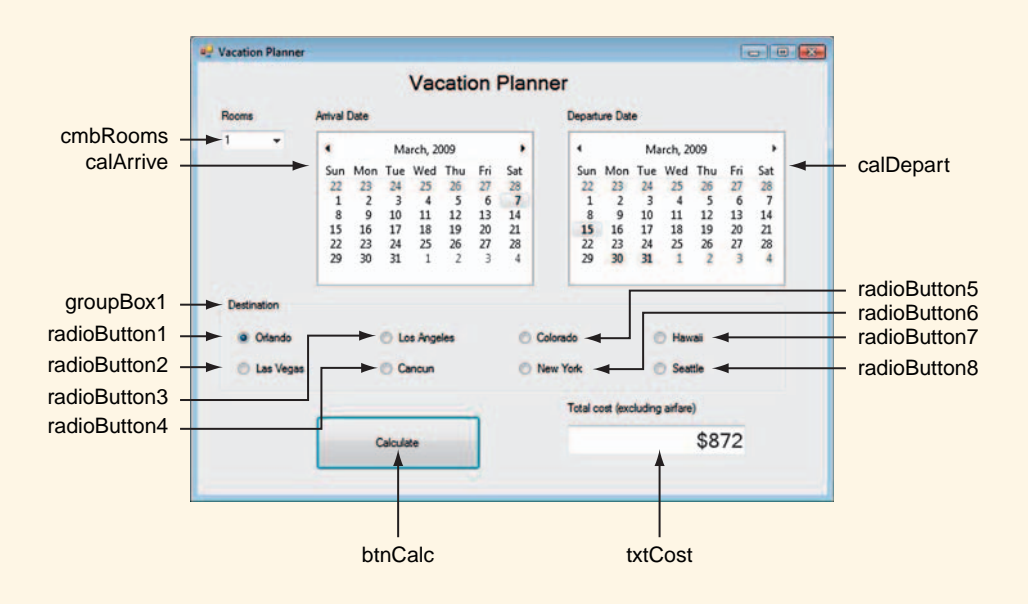 Vacation Planner
Vacation Planner
Rooms Arrival Date Departure Date
cmbRooms 1
calArrive March, 2009 March, 2009 calDepart
Sun Mon Tue Wed Thu Fri Sat Sun Mon Tue Wed Thu Fri Sat
22 23 24 25 26 27 28 22 23 24 25 26 27 28
1 2 3 4 5 6 7 1 2 3 4 5 6 7
8 9 10 11 12 13 14 8 9 10 11 12 13 14
15 16 17 18 19 20 21 15 16 17 18 19 20 21
22 23 24 25 26 27 28 22 23 24 25 26 27 28
29 30 31 1 2 3 4 29 30 31 1 2 3 4
groupBox1 Destination radioButton5
radioButton6
radioButton1 Orlando Los Angeles Colorado Hawaii radioButton7
radioButton2 Las Vegas Cancun New York Seattle radioButton8
radioButton3
radioButton4
Total cost (excluding airfare)
Calculate $872
btnCalc txtCost